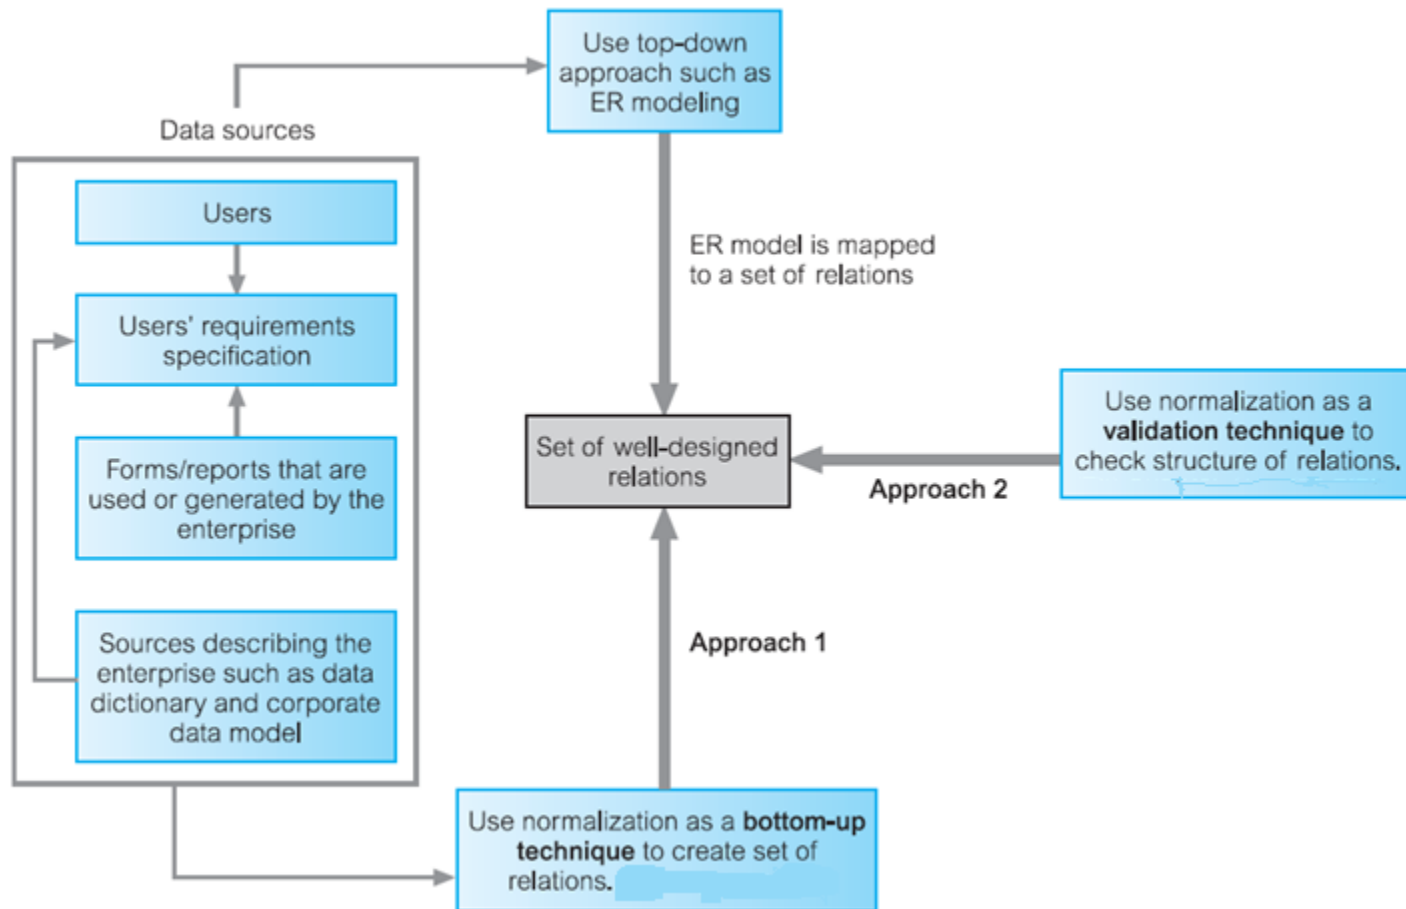 Use top-down
approach such as
ER modeling
Data sources
Users
Users’ requirements
specification
Forms/reports that are
used or generated by the
enterprise
Sources describing the
enterprise such as data
dictionary and corporate
data model
ER model is mapped
to a set of relations
Set of well-designed
relations
Use normalization as a
validation technique to
check structure of relations.
Approach 2
Approach 1
Use normalization as a bottom-up
technique to create set of
relations.